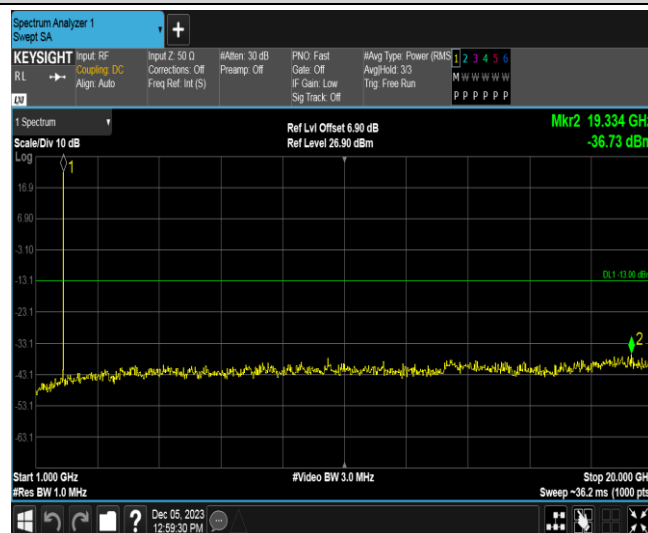 Spectrum Analyzer 1
Swept SA
+
KEYSIGHT
RL
Input: RF
Coupling: DC
Align: Auto
Input Z: 50 Ω
Corrections: Off
Freq Ref: Int (S)
#Atten: 30 dB
Preamp: Off
PNO: Fast
Gate: Off
IF Gain: Low
Sig Track: Off
#Avg Type: Power (RMS
Avg|Hold: 3/3
Trig: Free Run
1 2 3 4 5 6
M W W W W W
P P P P P P
LXI
1 Spectrum
Scale/Div 10 dB
Ref Lvl Offset 6.90 dB
Ref Level 26.90 dBm
Mkr2 19.334 GHz
-36.73 dBm
Log
1
16.9
6.90
-3.10
-13.1
DL1 -13.00 dBm
-23.1
-33.1
2
-43.1
-53.1
-63.1
Start 1.000 GHz
#Res BW 1.0 MHz
#Video BW 3.0 MHz
Stop 20.000 GHz
Sweep ~36.2 ms (1000 pts
?
Dec 05, 2023
12:59:30 PM